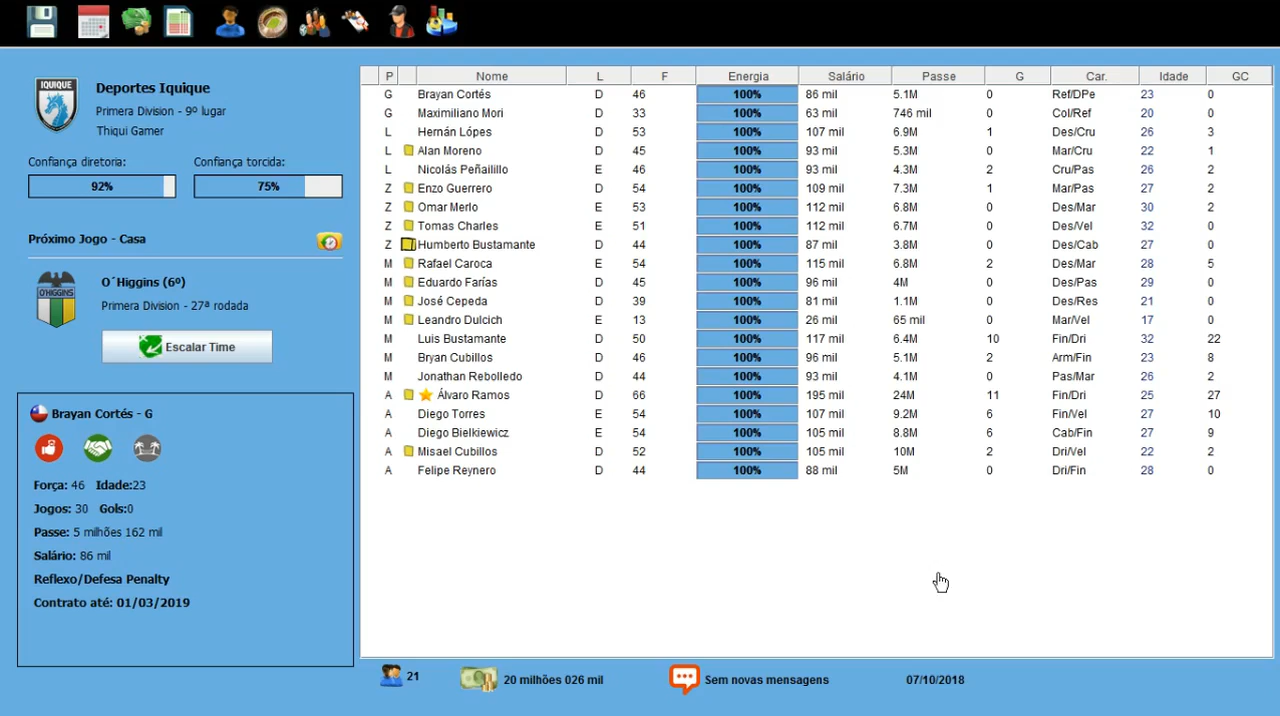 IQUIQUE
Deportes Iquique
Primera Division - 9º lugar
Thiqui Gamer
Confiança diretoria:
Confiança torcida:
92%
75%
Próximo Jogo - Casa
O'HIGGINS
O´Higgins (6º)
Primera Division - 27ª rodada
Escalar Time
Brayan Cortés - G
Força: 46 Idade:23
Jogos: 30 Gols:0
Passe: 5 milhões 162 mil
Salário: 86 mil
Reflexo/Defesa Penalty
Contrato até: 01/03/2019
P Nome L F Energia Salário Passe G Car. Idade GC
G Brayan Cortés D 46 100% 86 mil 5.1M 0 Ref/DPe 23 0
G Maximiliano Mori D 33 100% 63 mil 746 mil 0 Col/Ref 20 0
L Hernán Lópes D 53 100% 107 mil 6.9M 1 Des/Cru 26 3
L Alan Moreno D 45 100% 93 mil 5.3M 0 Mar/Cru 22 1
L Nicolás Peñailillo E 46 100% 93 mil 4.3M 2 Cru/Pas 26 2
Z Enzo Guerrero D 54 100% 109 mil 7.3M 1 Mar/Pas 27 2
Z Omar Merlo E 53 100% 112 mil 6.8M 0 Des/Mar 30 2
Z Tomas Charles E 51 100% 112 mil 6.7M 0 Des/Vel 32 0
Z Humberto Bustamante D 44 100% 87 mil 3.8M 0 Des/Cab 27 0
M Rafael Caroca E 54 100% 115 mil 6.8M 2 Des/Mar 28 5
M Eduardo Farías D 45 100% 96 mil 4M 0 Des/Pas 29 0
M José Cepeda D 39 100% 81 mil 1.1M 0 Des/Res 21 0
M Leandro Dulcich E 13 100% 26 mil 65 mil 0 Mar/Vel 17 0
M Luis Bustamante D 50 100% 117 mil 6.4M 10 Fin/Dri 32 22
M Bryan Cubillos D 46 100% 96 mil 5.1M 2 Arm/Fin 23 8
M Jonathan Rebolledo D 44 100% 93 mil 4.1M 0 Pas/Mar 26 2
A Álvaro Ramos D 66 100% 195 mil 24M 11 Fin/Dri 25 27
A Diego Torres E 54 100% 107 mil 9.2M 6 Fin/Vel 27 10
A Diego Bielkiewicz E 54 100% 105 mil 8.8M 6 Cab/Fin 27 9
A Misael Cubillos D 52 100% 105 mil 10M 2 Dri/Vel 22 2
A Felipe Reynero D 44 100% 88 mil 5M 0 Dri/Fin 28 0
21
20 milhões 026 mil
Sem novas mensagens
07/10/2018